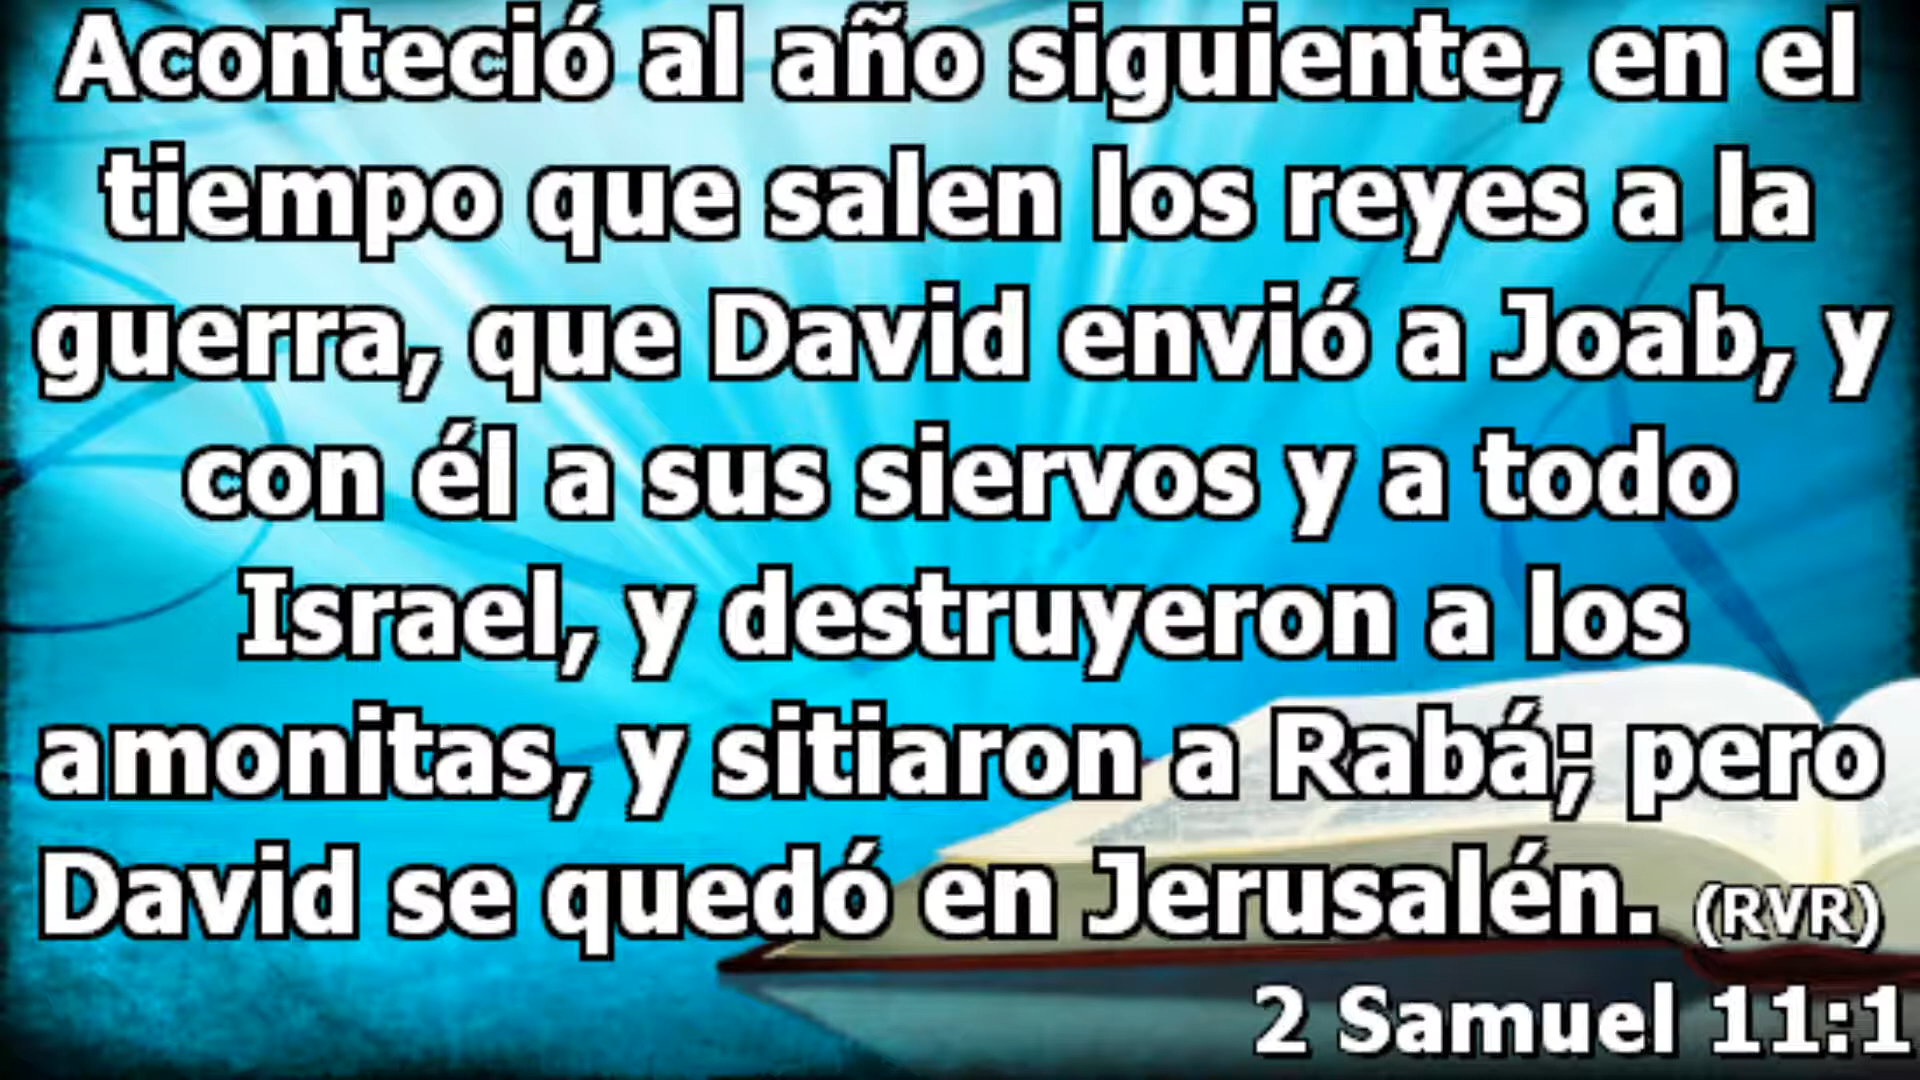 Aconteció al año siguiente, en el
tiempo que salen los reyes a la
guerra, que David envió a Joab, y
con él a sus siervos y a todo
Israel, y destruyeron a los
amonitas, y sitiaron a Rabá; pero
David se quedó en Jerusalén. (RVR)
2 Samuel 11:1